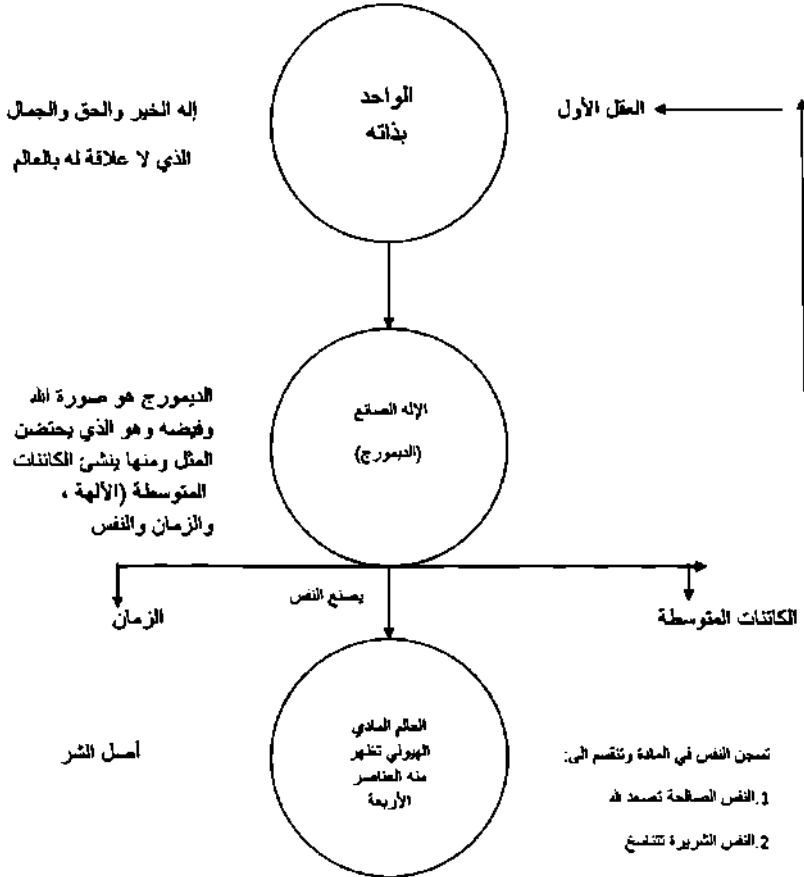 الواحد
بذاته
العقل الأول
إله الخير والحق والجمال
الذي لا علاقة له بالعالم
الإله الصانع
(الديمورج)
الديمورج هو صورة الله
وفيضه وهو الذي يحتضن
المثل ومنها ينشئ الكائنات
المتوسطة (الآلهة ،
والزمان والنفس
الكائنات المتوسطة
يصنع النفس
الزمان
العالم المادي
الهيولي تظهر
منه العناصر
الأربعة
أصل الشر
تسجن النفس في المادة وتنقسم الى:
1.النفس الصالحة تصعد لله
2.النفس الشريرة تتناسخ